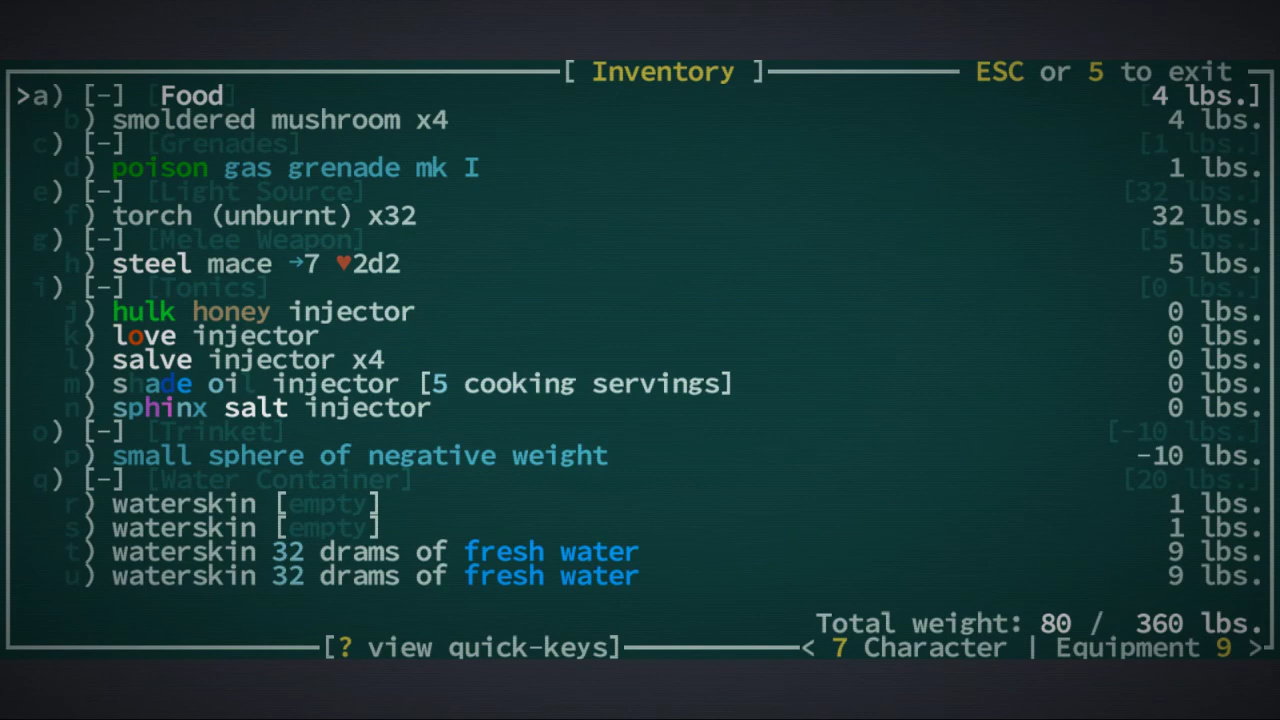 [ Inventory ] ESC or 5 to exit
>a) [-] [Food] [4 lbs.]
b) smoldered mushroom x4 4 lbs.
c) [-] [Grenades] [1 lbs.]
d) poison gas grenade mk I 1 lbs.
e) [-] [Light Source] [32 lbs.]
f) torch (unburnt) x32 32 lbs.
g) [-] [Melee Weapon] [5 lbs.]
h) steel mace →7 ♥2d2 5 lbs.
i) [-] [Tonics] [0 lbs.]
j) hulk honey injector 0 lbs.
k) love injector 0 lbs.
l) salve injector x4 0 lbs.
m) shade oil injector [5 cooking servings] 0 lbs.
n) sphinx salt injector 0 lbs.
o) [-] [Trinket] [-10 lbs.]
p) small sphere of negative weight -10 lbs.
q) [-] [Water Container] [20 lbs.]
r) waterskin [empty] 1 lbs.
s) waterskin [empty] 1 lbs.
t) waterskin 32 drams of fresh water 9 lbs.
u) waterskin 32 drams of fresh water 9 lbs.
Total weight: 80 / 360 lbs.
[? view quick-keys] < 7 Character | Equipment 9 >